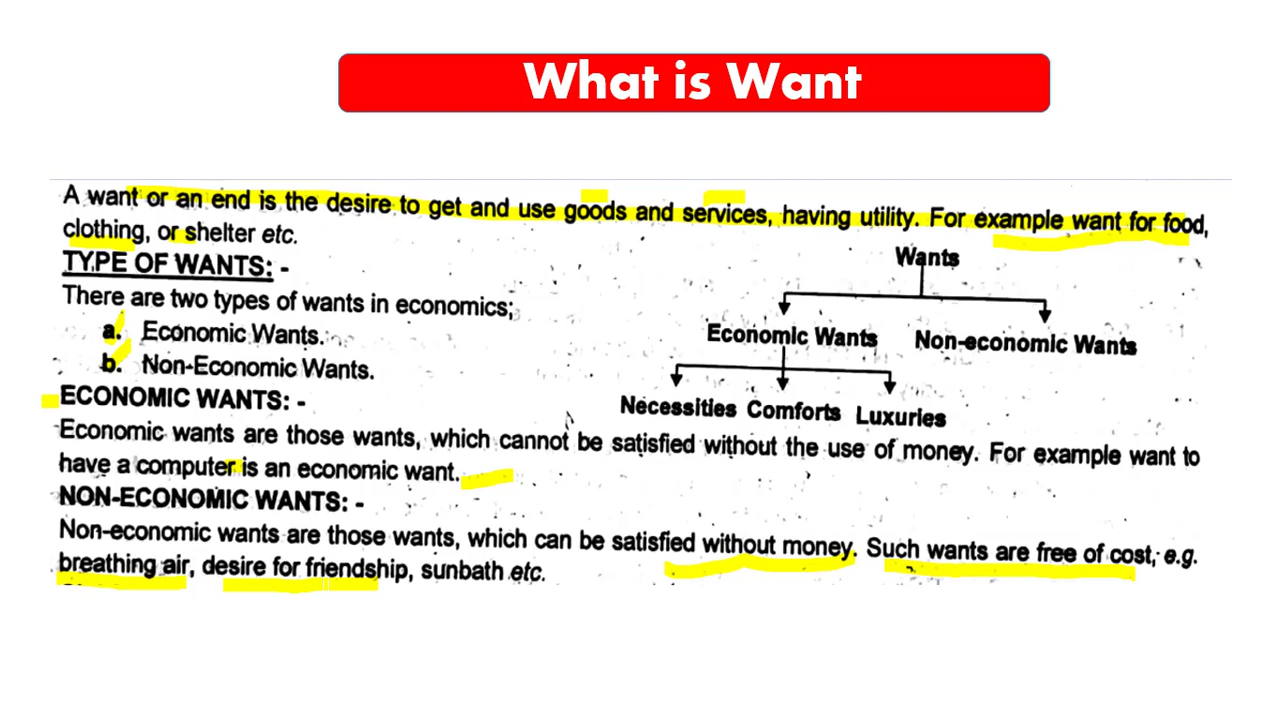 What is Want
A want or an end is the desire to get and use goods and services, having utility. For example want for food,
clothing, or shelter etc.
TYPE OF WANTS: -
There are two types of wants in economics;
a. Economic Wants.
b. Non-Economic Wants.
Wants
Economic Wants Non-economic Wants
Necessities Comforts Luxuries
ECONOMIC WANTS: -
Economic wants are those wants, which cannot be satisfied without the use of money. For example want to
have a computer is an economic want.
NON-ECONOMIC WANTS: -
Non-economic wants are those wants, which can be satisfied without money. Such wants are free of cost, e.g.
breathing air, desire for friendship, sunbath etc.